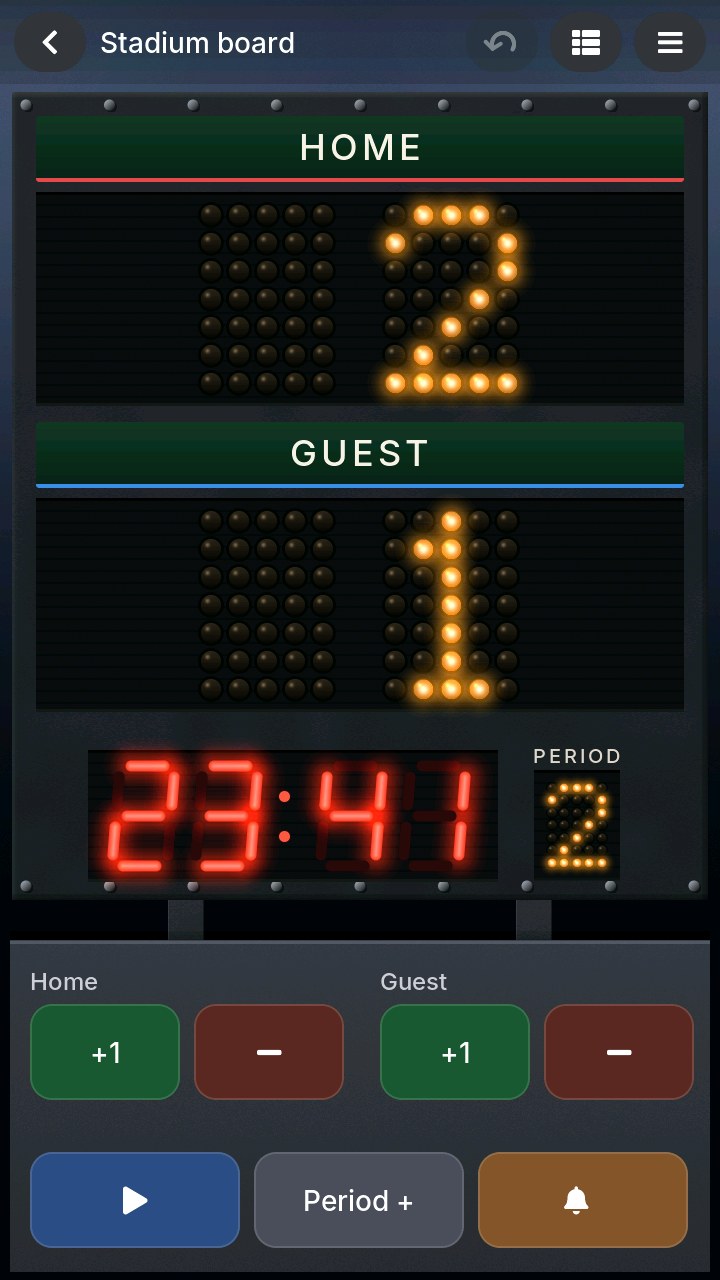 Stadium board
HOME
2
GUEST
1
PERIOD
23:41
2
Home
Guest
+1
+1
Period +